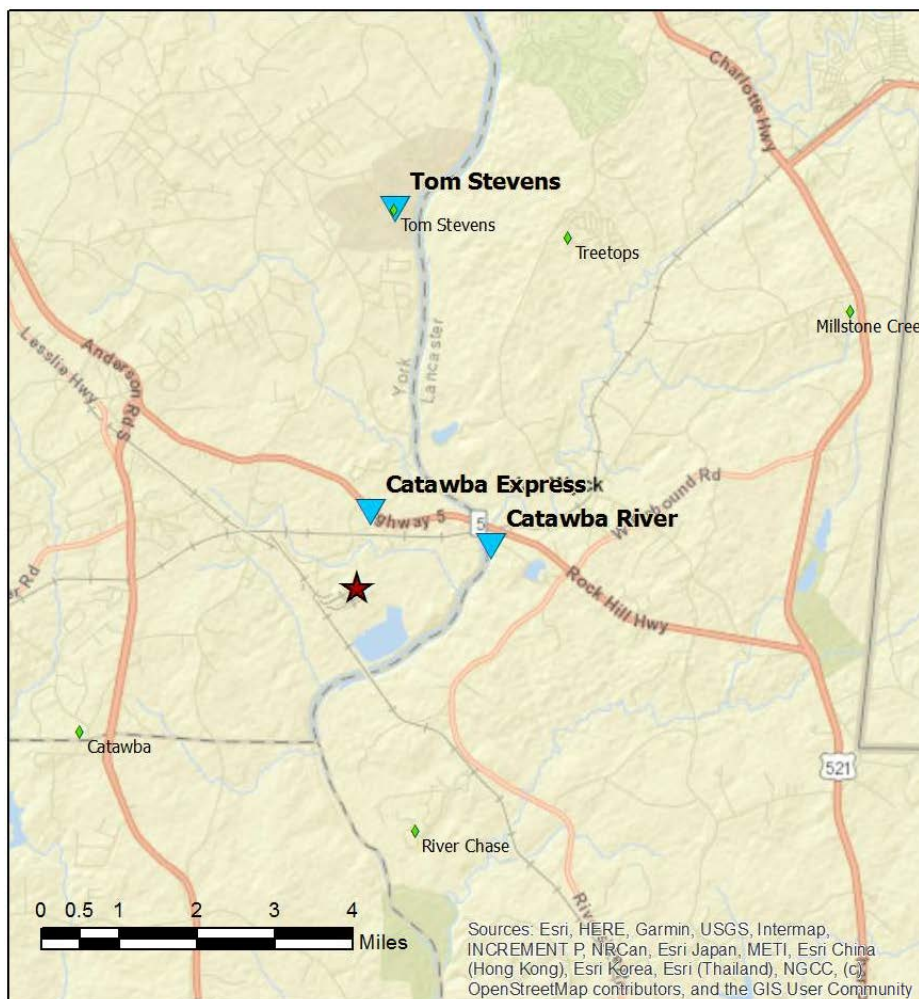 Charlotte Hwy
Tom Stevens
Tom Stevens
Treetops
Millstone Cree
York
Lancaster
Lesslie Hwy
Anderson Rd S
Catawba Express
Highway 5
5
Catawba River
Rd
Rock Hill Hwy
er Rd
Catawba
521
River Chase
0 0.5 1 2 3 4
Miles
Sources: Esri, HERE, Garmin, USGS, Intermap,
INCREMENT P, NRCan, Esri Japan, METI, Esri China
(Hong Kong), Esri Korea, Esri (Thailand), NGCC, (c)
OpenStreetMap contributors, and the GIS User Community